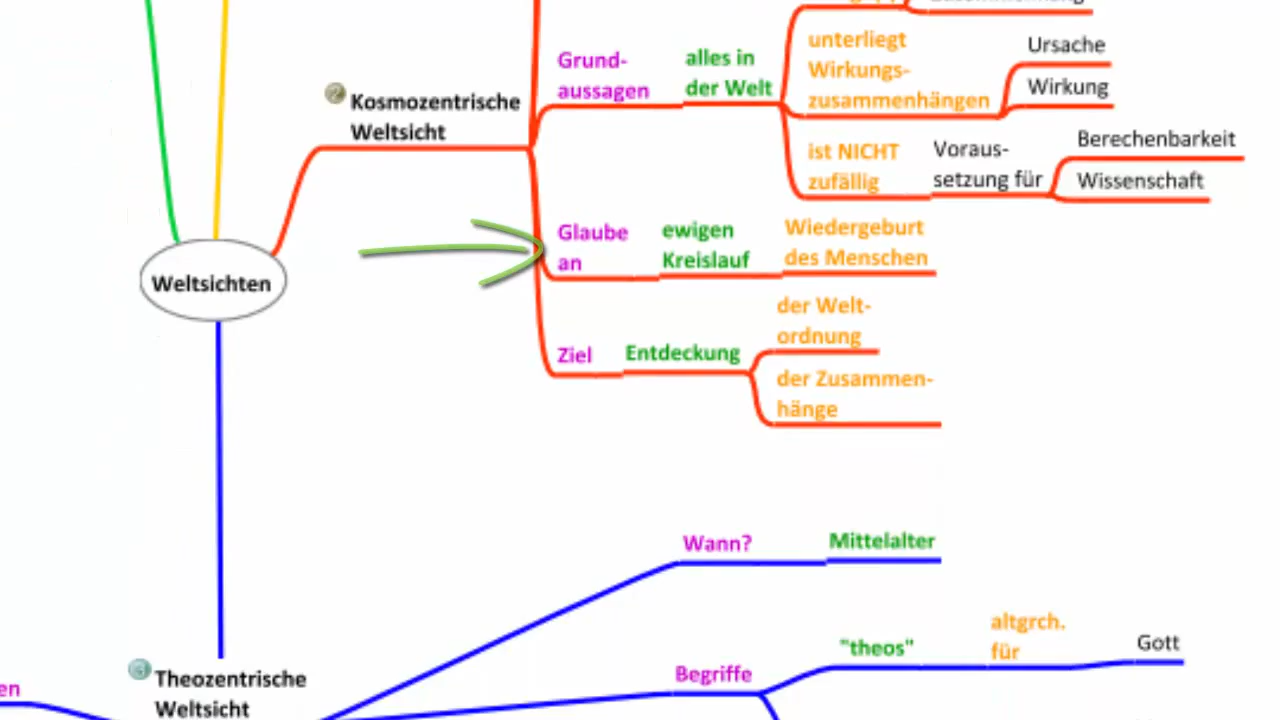 Grund-
aussagen
alles in
der Welt
unterliegt
Wirkungs-
zusammenhängen
Ursache
Wirkung
ist NICHT
zufällig
Voraus-
setzung für
Berechenbarkeit
Wissenschaft
Kosmozentrische
Weltsicht
Glaube
an
ewigen
Kreislauf
Wiedergeburt
des Menschen
Weltsichten
Ziel
Entdeckung
der Welt-
ordnung
der Zusammen-
hänge
Wann?
Mittelalter
Begriffe
"theos"
altgrch.
für
Gott
Theozentrische
Weltsicht
en